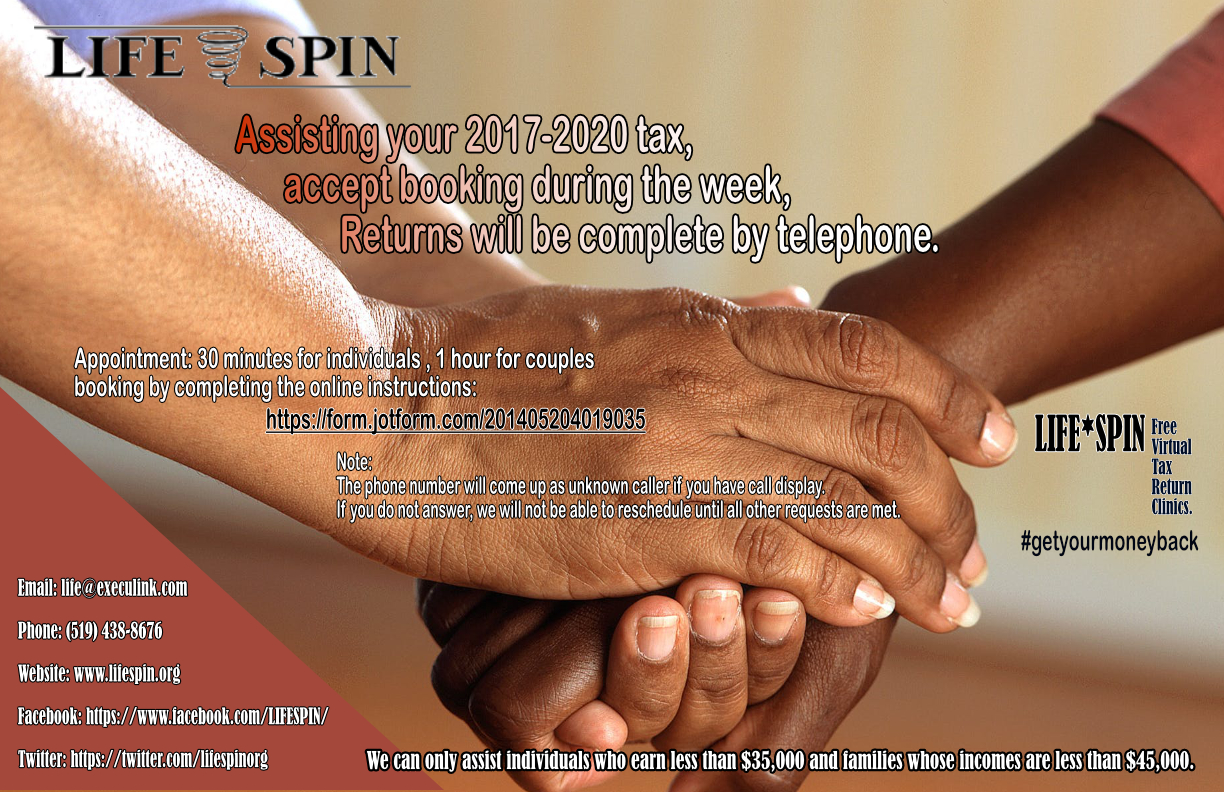 LIFE SPIN
Assisting your 2017-2020 tax,
accept booking during the week,
Returns will be complete by telephone.
Appointment: 30 minutes for individuals , 1 hour for couples
booking by completing the online instructions:
https://form.jotform.com/201405204019035
Note:
The phone number will come up as unknown caller if you have call display.
If you do not answer, we will not be able to reschedule until all other requests are met.
LIFE*SPIN
Free
Virtual
Tax
Return
Clinics.
#getyourmoneyback
Email: life@execulink.com
Phone: (519) 438-8676
Website: www.lifespin.org
Facebook: https://www.facebook.com/LIFESPIN/
Twitter: https://twitter.com/lifespinorg
We can only assist individuals who earn less than $35,000 and families whose incomes are less than $45,000.